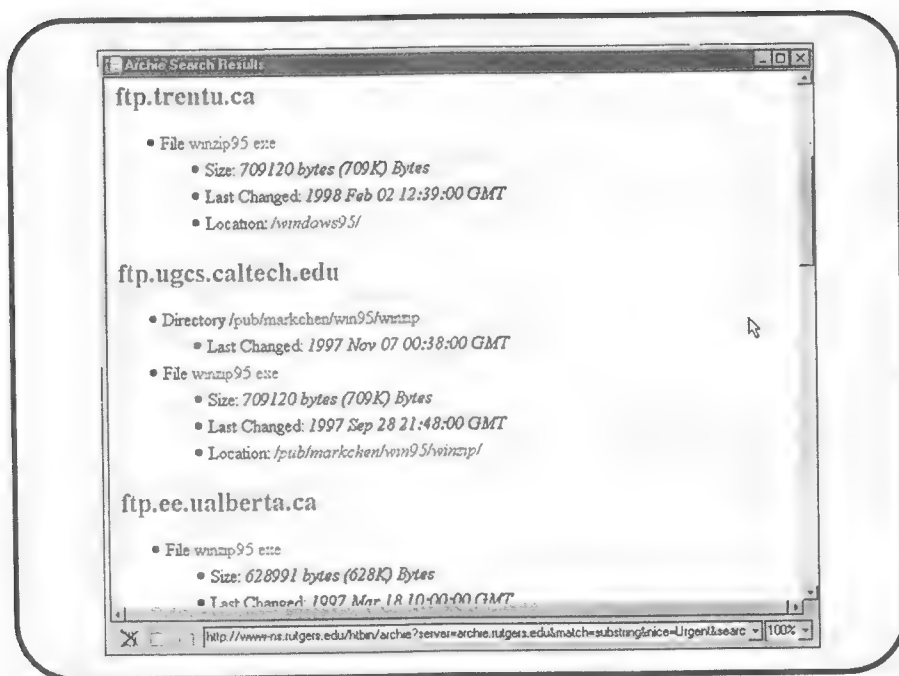 Archie Search Results
ftp.trentu.ca
• File winzip95 exe
• Size: 709120 bytes (709K) Bytes
• Last Changed: 1998 Feb 02 12:39:00 GMT
• Location: /windows95/
ftp.ugcs.caltech.edu
• Directory /pub/markchen/win95/winzip
• Last Changed: 1997 Nov 07 00:38:00 GMT
• File winzip95 exe
• Size: 709120 bytes (709K) Bytes
• Last Changed: 1997 Sep 28 21:48:00 GMT
• Location: /pub/markchen/win95/winzip/
ftp.ee.ualberta.ca
• File winzip95 exe
• Size: 628991 bytes (628K) Bytes
• Last Changed: 1997 Mar 18 10:00:00 GMT
http://www-ns.rutgers.edu/htbin/archie?server=archie.rutgers.edu&match=substring&nice=Urgent&searc
100%